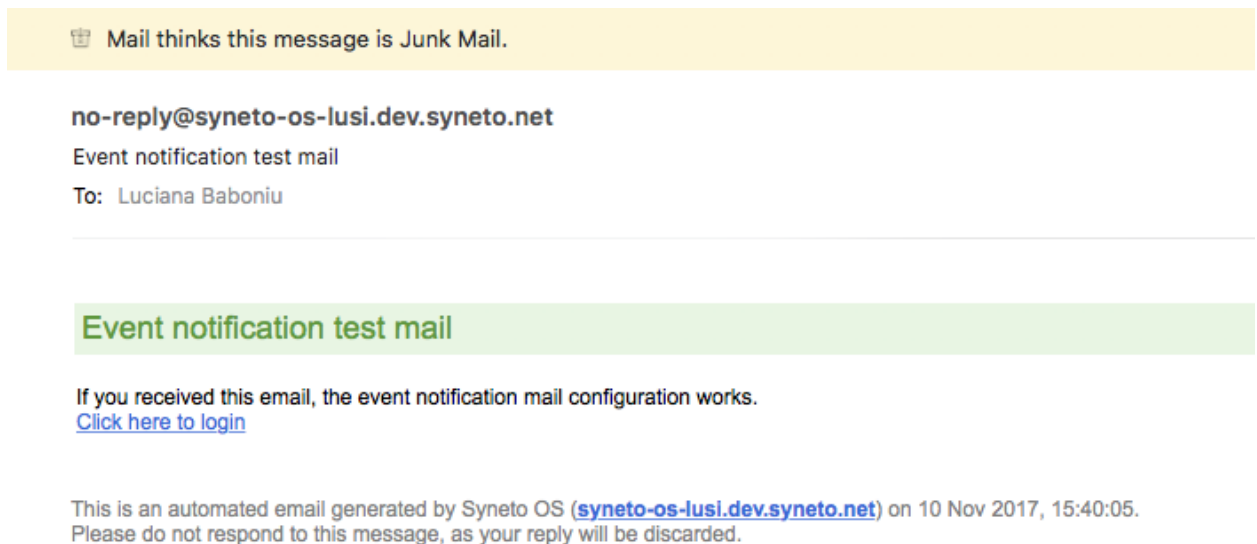 Mail thinks this message is Junk Mail.
no-reply@syneto-os-lusi.dev.syneto.net
Event notification test mail
To: Luciana Baboniu
Event notification test mail
If you received this email, the event notification mail configuration works.
Click here to login
This is an automated email generated by Syneto OS (syneto-os-lusi.dev.syneto.net) on 10 Nov 2017, 15:40:05.
Please do not respond to this message, as your reply will be discarded.